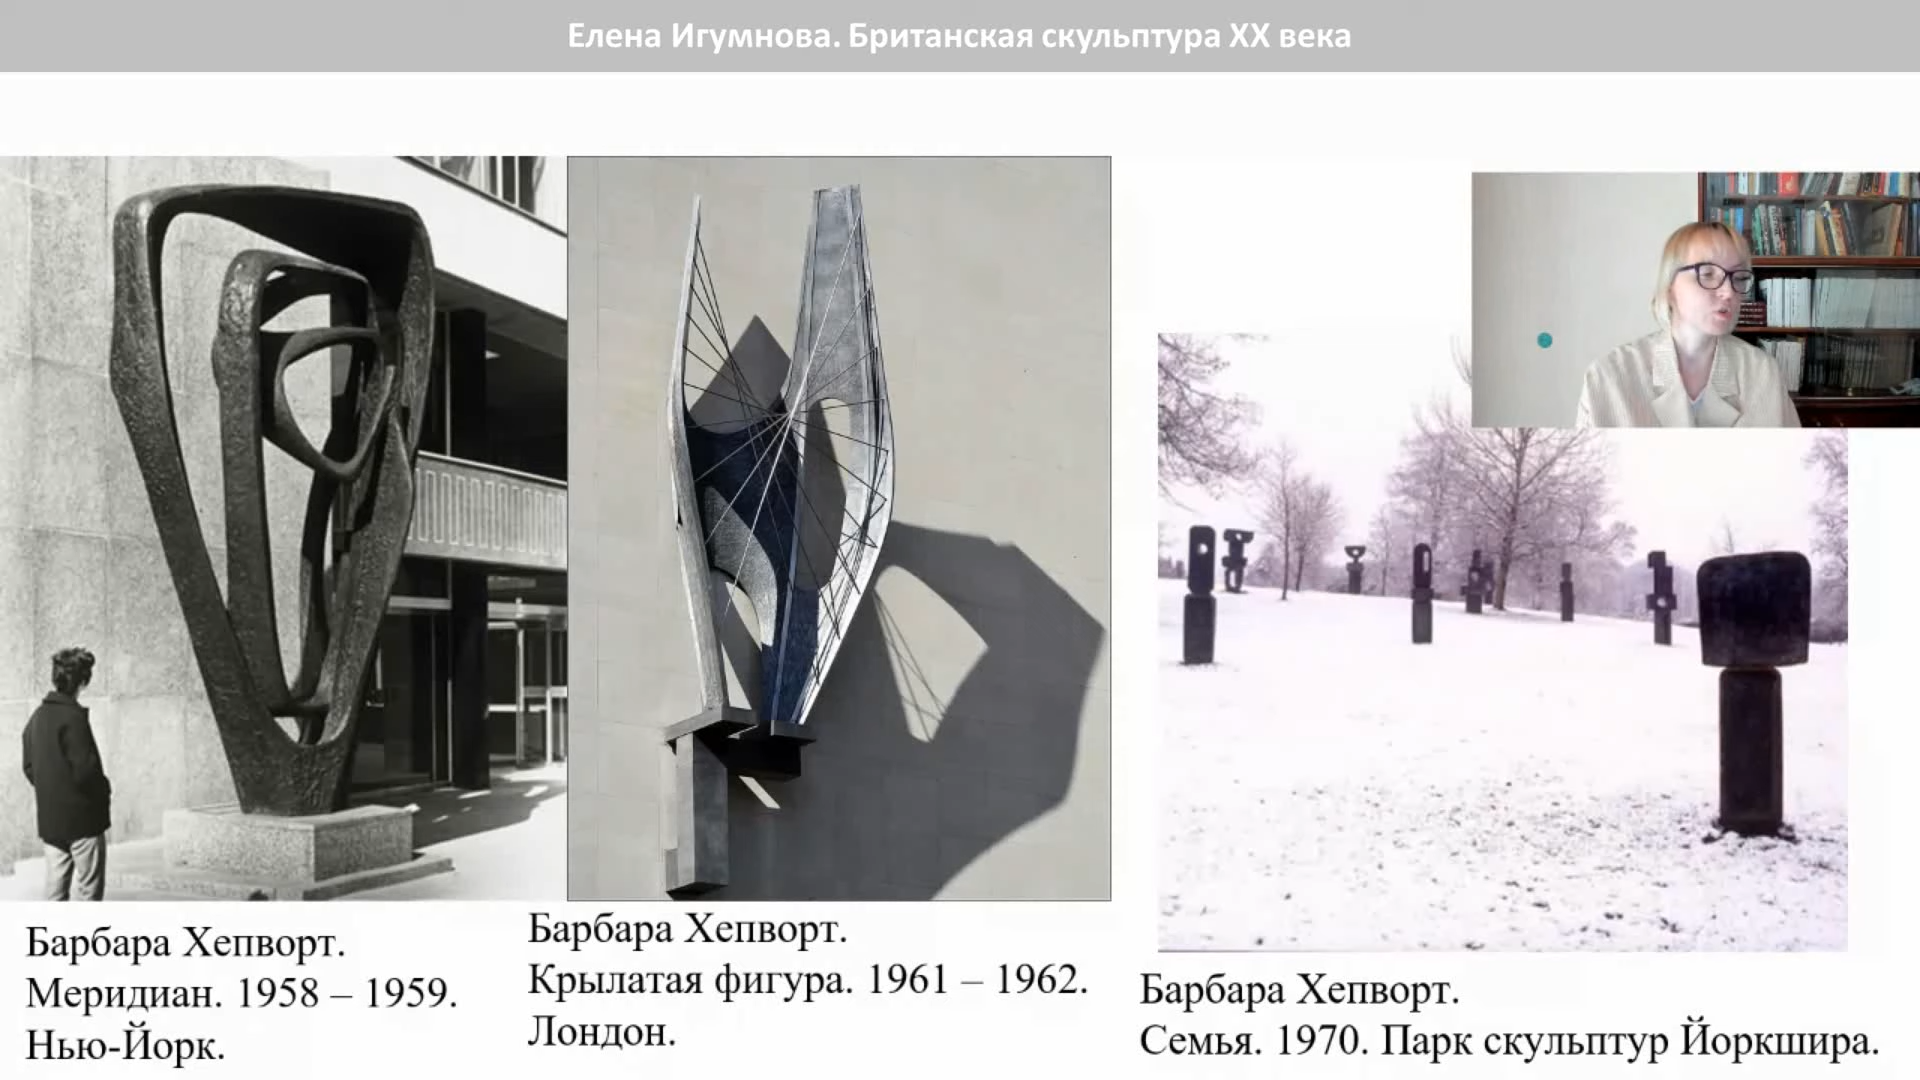 Елена Игумнова. Британская скульптура XX века
Барбара Хепворт.
Меридиан. 1958 – 1959.
Нью-Йорк.
Барбара Хепворт.
Крылатая фигура. 1961 – 1962.
Лондон.
Барбара Хепворт.
Семья. 1970. Парк скульптур Йоркшира.